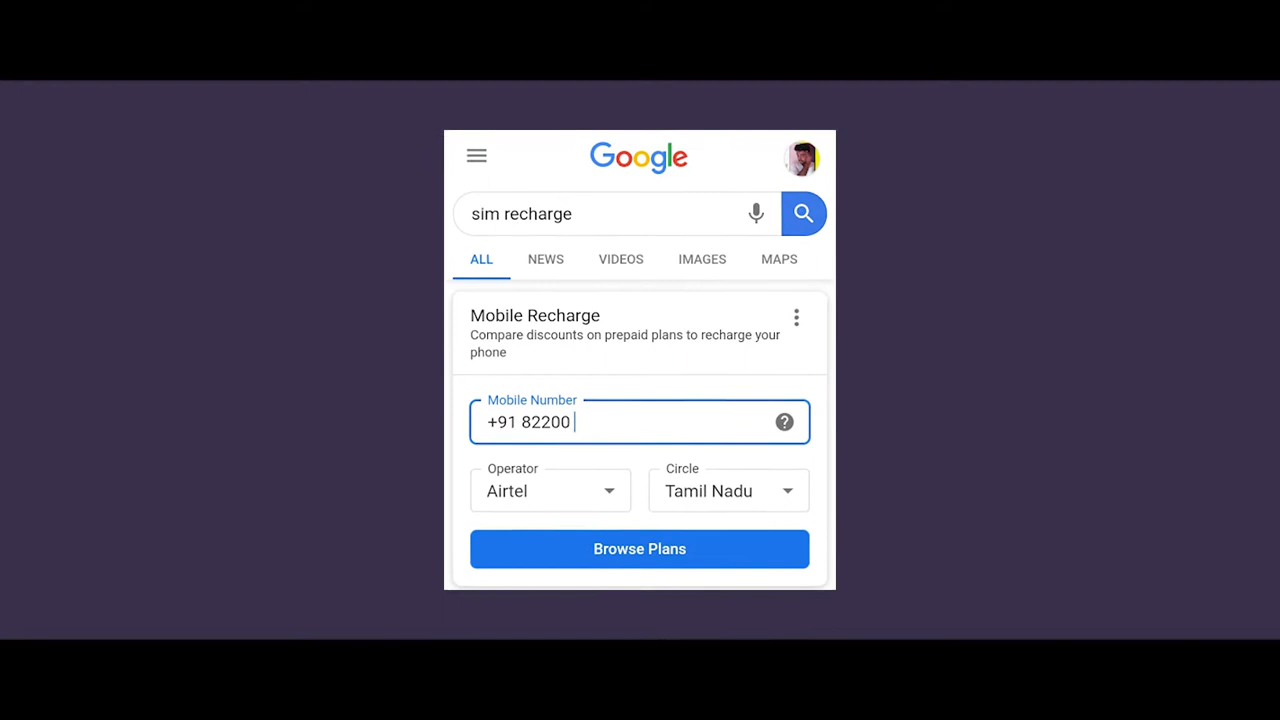 Google
sim recharge
ALL NEWS VIDEOS IMAGES MAPS
Mobile Recharge
Compare discounts on prepaid plans to recharge your
phone
Mobile Number
+91 82200
?
Operator Circle
Airtel Tamil Nadu
Browse Plans